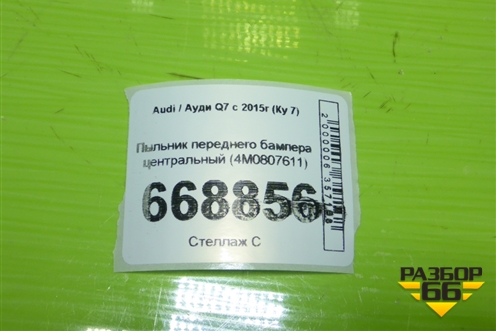 Audi / Ауди Q7 с 2015г (Ку 7)
Пыльник переднего бампера
центральный (4M0807611)
668856
Стеллаж С
РАЗБОР
66